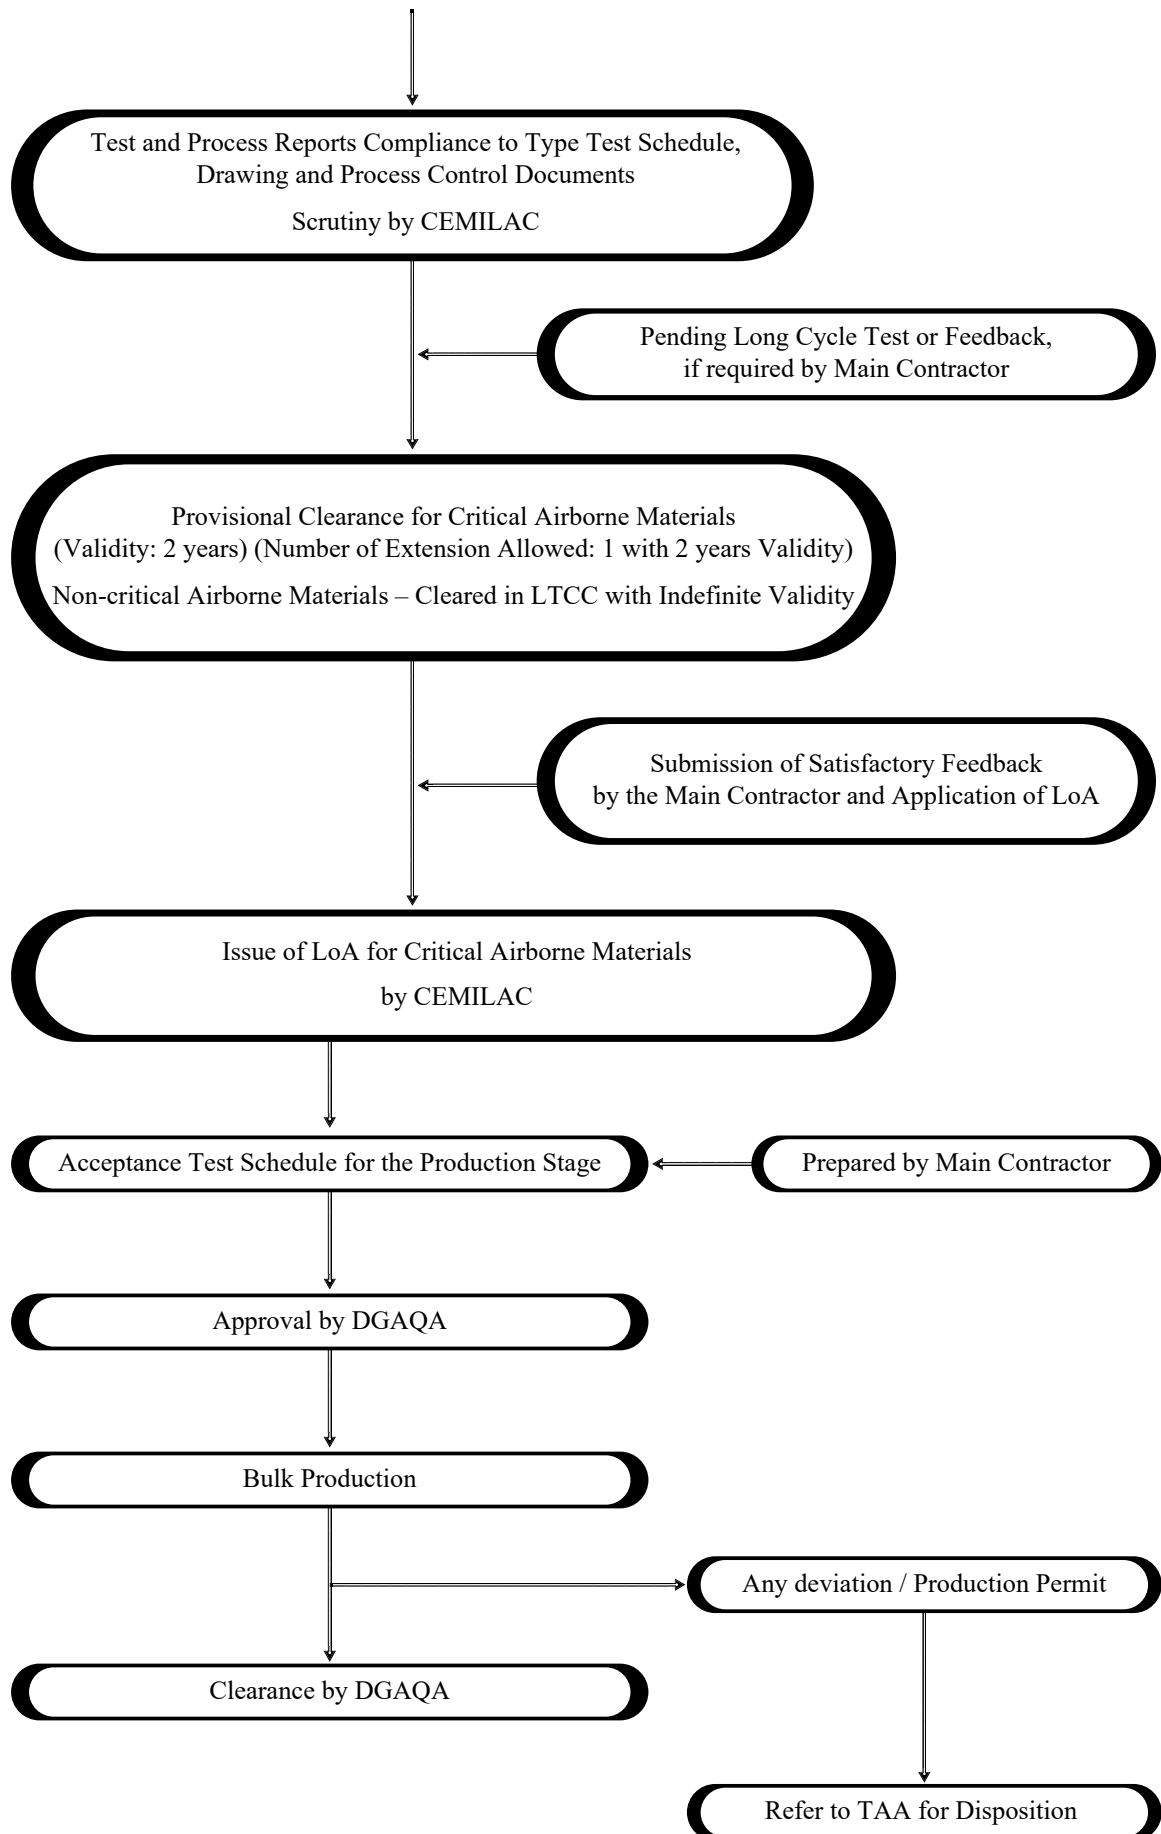 Test and Process Reports Compliance to Type Test Schedule,
Drawing and Process Control Documents
Scrutiny by CEMILAC
Pending Long Cycle Test or Feedback,
if required by Main Contractor
Provisional Clearance for Critical Airborne Materials
(Validity: 2 years) (Number of Extension Allowed: 1 with 2 years Validity)
Non-critical Airborne Materials – Cleared in LTCC with Indefinite Validity
Submission of Satisfactory Feedback
by the Main Contractor and Application of LoA
Issue of LoA for Critical Airborne Materials
by CEMILAC
Acceptance Test Schedule for the Production Stage
Prepared by Main Contractor
Approval by DGAQA
Bulk Production
Any deviation / Production Permit
Clearance by DGAQA
Refer to TAA for Disposition